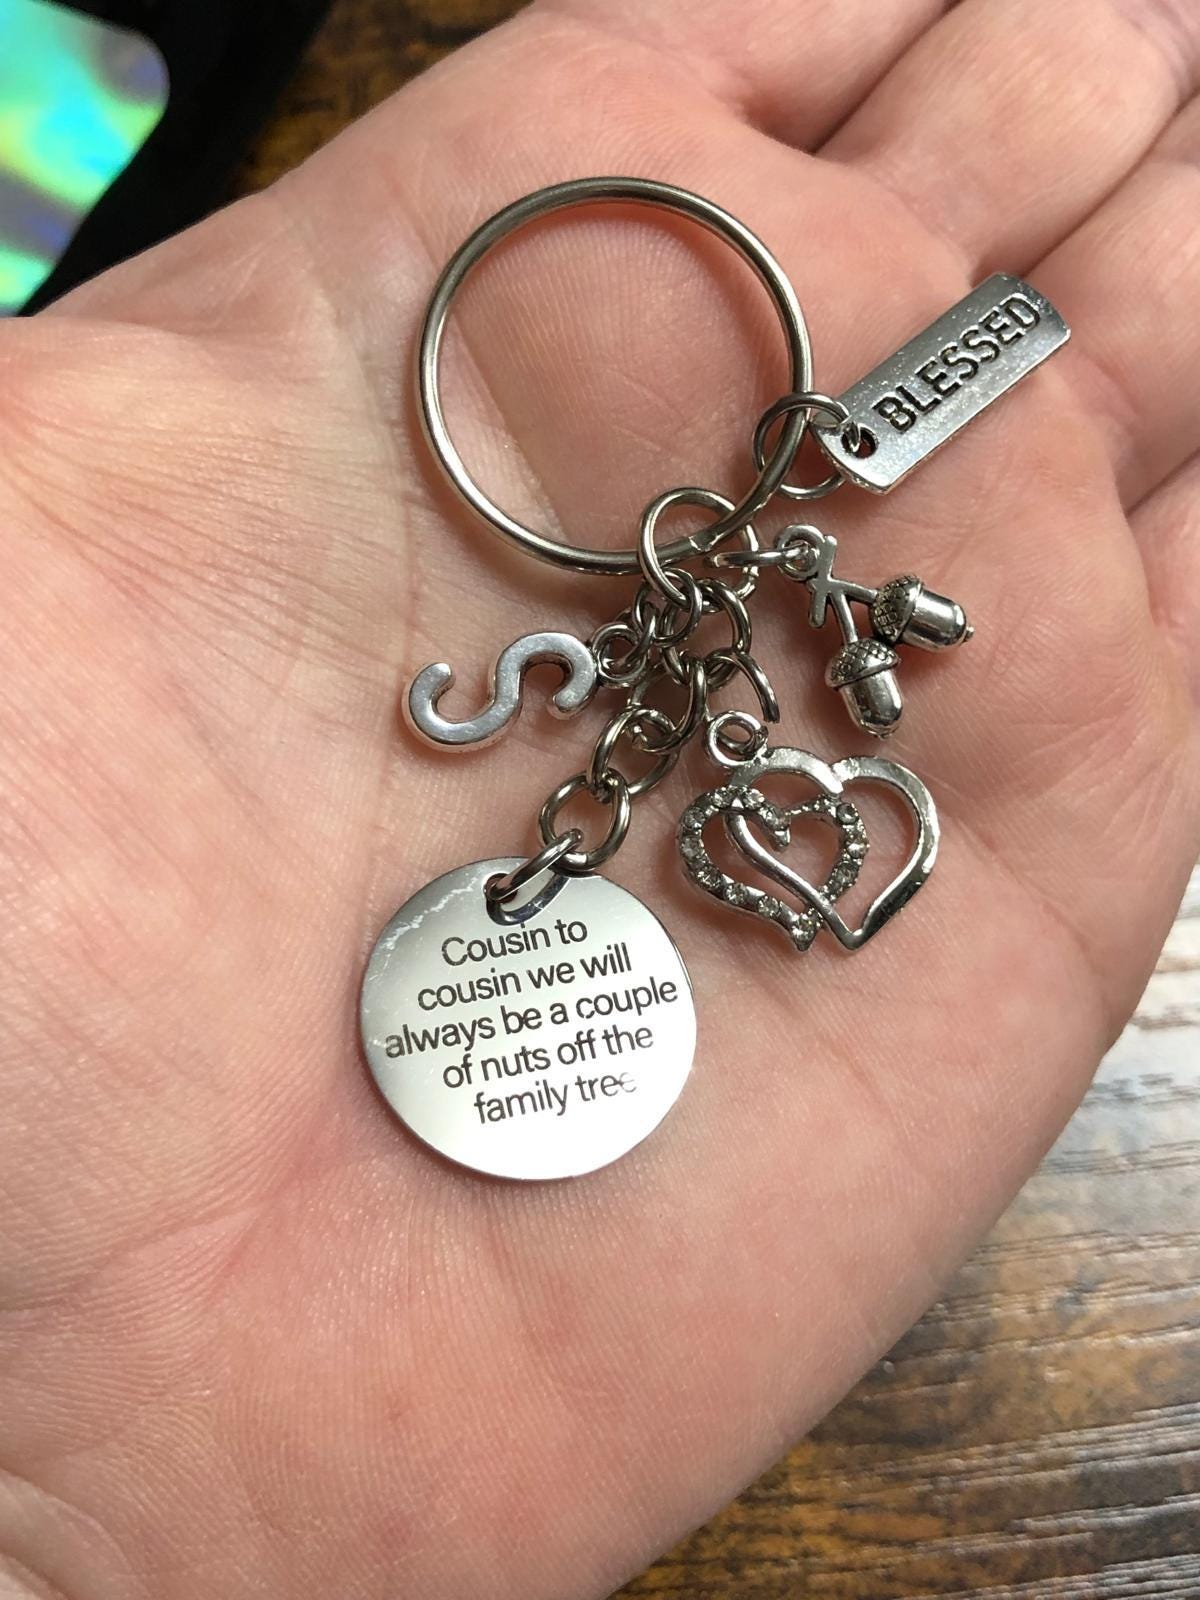 BLESSED
S
Cousin to
cousin we will
always be a couple
of nuts off the
family tree